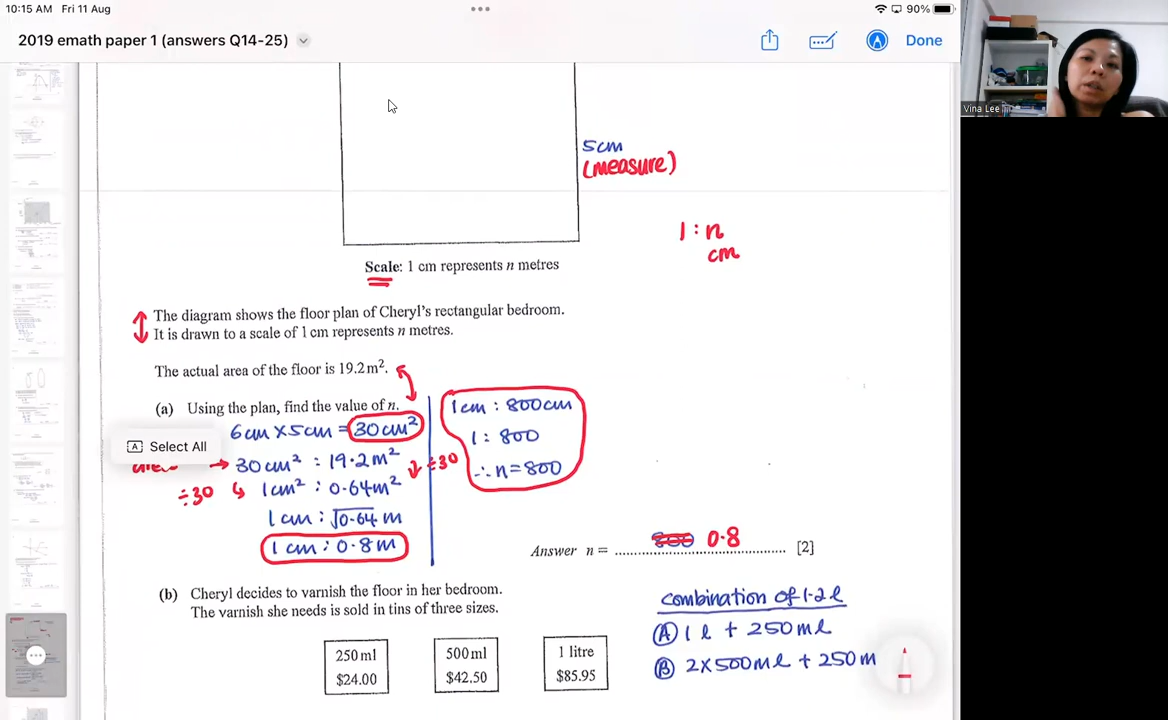 10:15 AM Fri 11 Aug
90%
2019 emath paper 1 (answers Q14-25)
Done
Vina Lee
5cm
(measure)
1 : n
cm
Scale: 1 cm represents n metres
The diagram shows the floor plan of Cheryl's rectangular bedroom.
It is drawn to a scale of 1 cm represents n metres.
The actual area of the floor is 19.2 m².
(a) Using the plan, find the value of n.
6cm × 5cm = 30cm²
Select All
30cm² : 19.2m²
÷30
÷30
1cm² : 0.64m²
1cm : √0.64 m
1cm : 0.8m
1cm : 800cm
1 : 800
∴ n = 800
Answer n = 800 0.8 [2]
(b) Cheryl decides to varnish the floor in her bedroom.
The varnish she needs is sold in tins of three sizes.
250 ml
$24.00
500 ml
$42.50
1 litre
$85.95
combination of 1.2 l
(A) 1 l + 250 ml
(B) 2 × 500 ml + 250 m